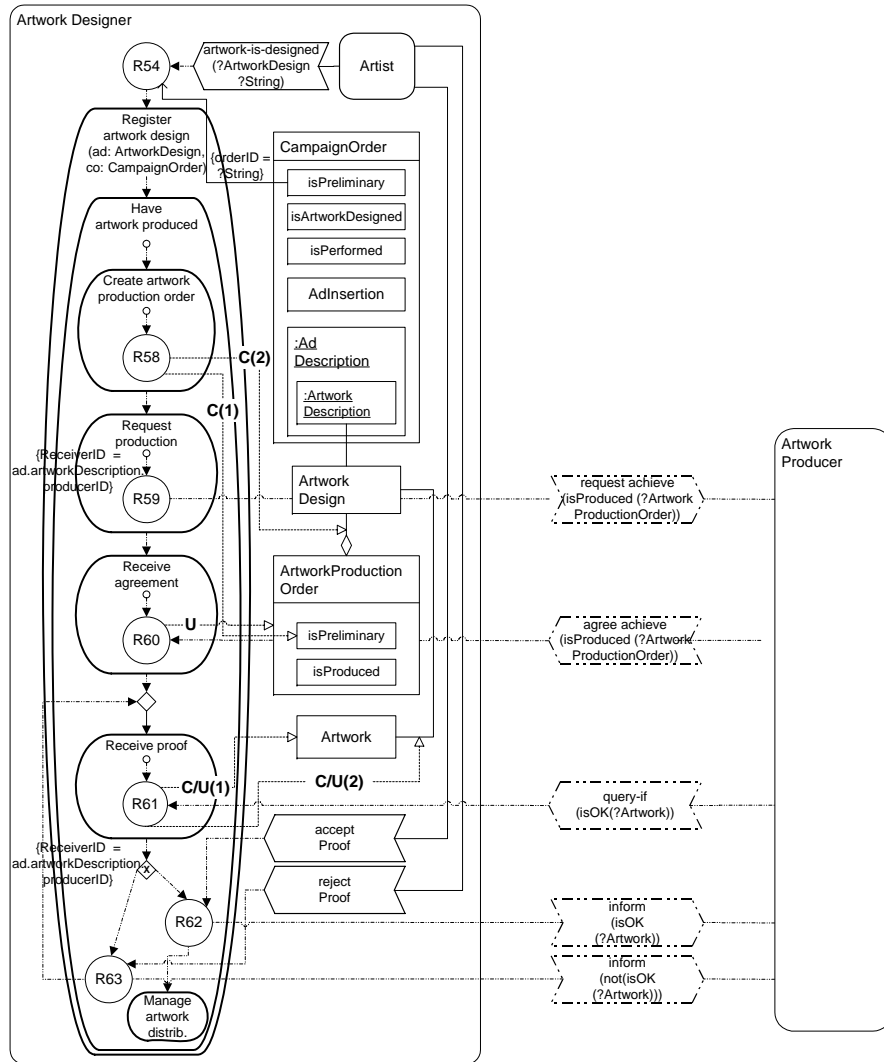 Artwork Designer
artwork-is-designed
(?ArtworkDesign
?String)
Artist
R54
Register
artwork design
(ad: ArtworkDesign,
co: CampaignOrder)
{orderID =
?String}
CampaignOrder
isPreliminary
isArtworkDesigned
isPerformed
AdInsertion
:Ad
Description
:Artwork
Description
Have
artwork produced
Create artwork
production order
R58
C(2)
C(1)
Request
production
{ReceiverID =
ad.artworkDescription.
producerID}
R59
Artwork
Design
request achieve
(isProduced (?Artwork
ProductionOrder))
Artwork
Producer
Receive
agreement
U
R60
ArtworkProduction
Order
isPreliminary
isProduced
agree achieve
(isProduced (?Artwork
ProductionOrder))
Receive proof
C/U(1)
R61
Artwork
C/U(2)
query-if
(isOK(?Artwork))
accept
Proof
{ReceiverID =
ad.artworkDescription.
producerID}
x
reject
Proof
R62
inform
(isOK
(?Artwork))
R63
inform
(not(isOK
(?Artwork)))
Manage
artwork
distrib.